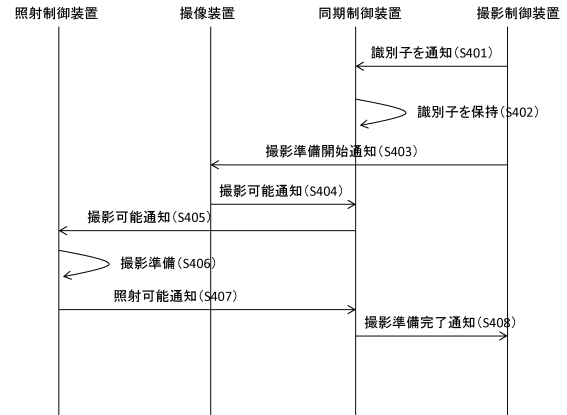 照射制御装置 撮像装置 同期制御装置 撮影制御装置
識別子を通知(S401)
識別子を保持(S402)
撮影準備開始通知(S403)
撮影可能通知(S404)
撮影可能通知(S405)
撮影準備(S406)
照射可能通知(S407)
撮影準備完了通知(S408)